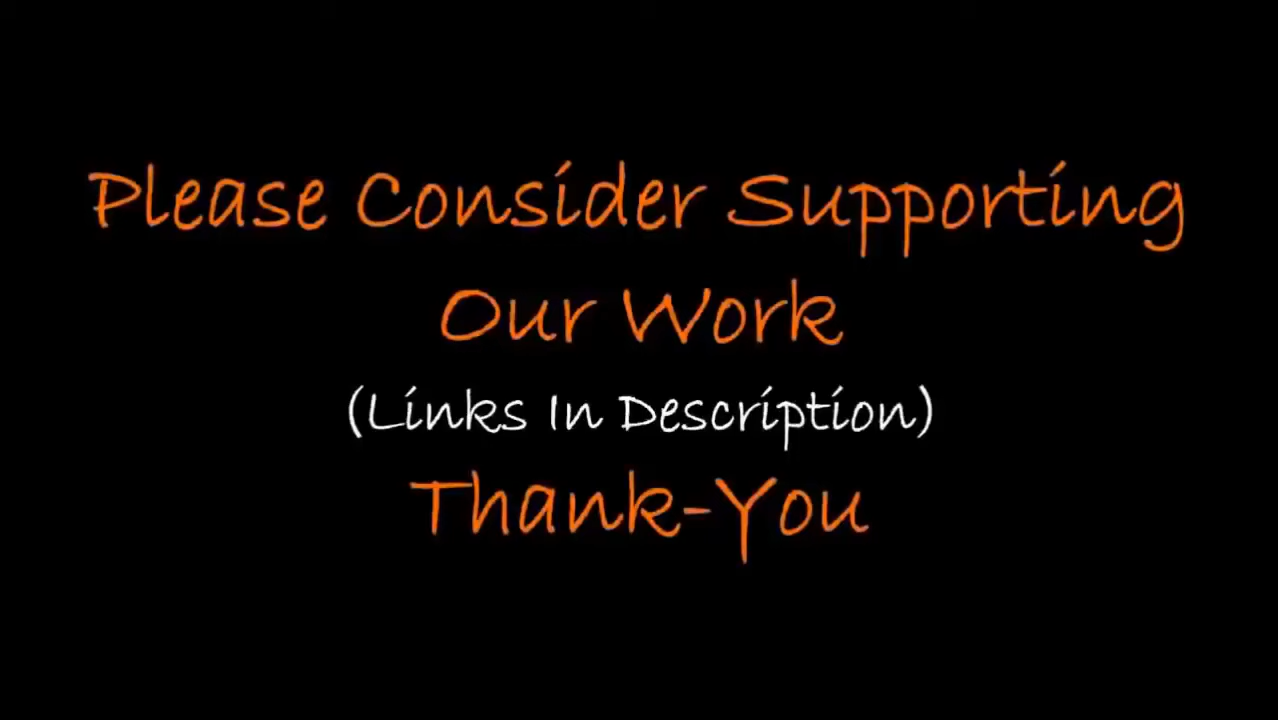 Please Consider Supporting
Our Work
(Links In Description)
Thank-You